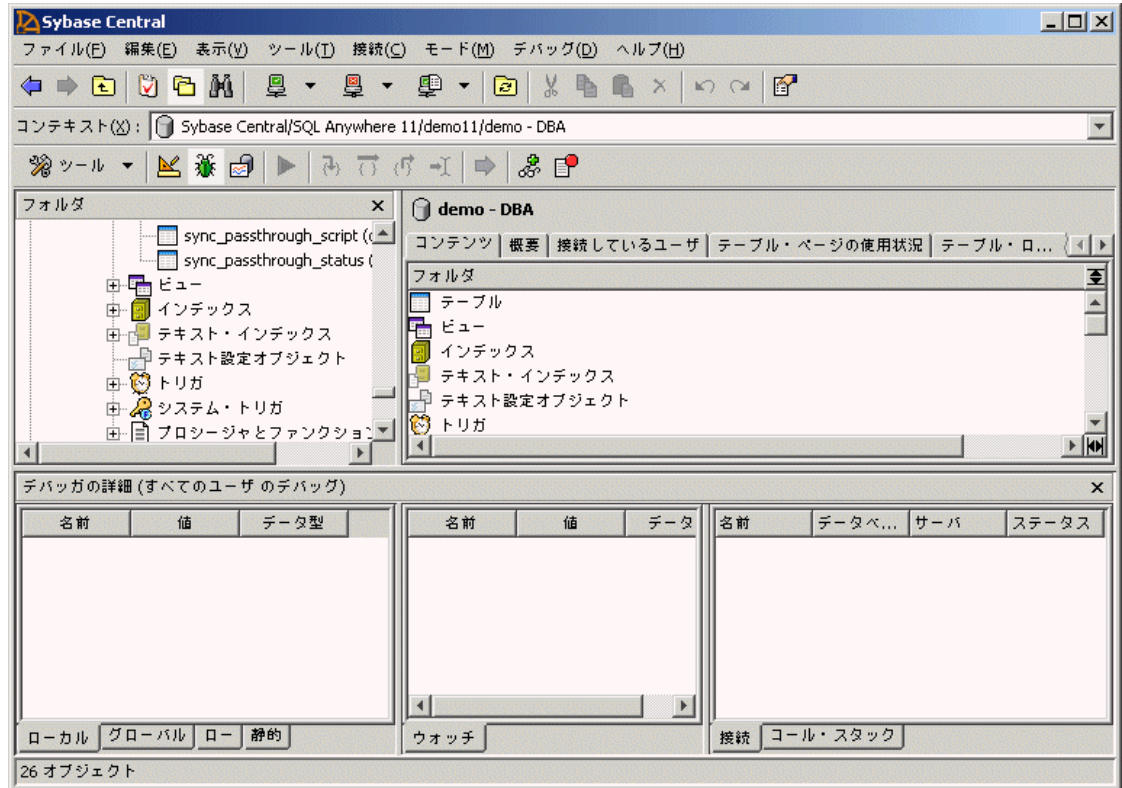 Sybase Central
ファイル(F) 編集(E) 表示(V) ツール(T) 接続(C) モード(M) デバッグ(D) ヘルプ(H)
コンテキスト(X): Sybase Central/SQL Anywhere 11/demo11/demo - DBA
ツール
フォルダ
sync_passthrough_script (
sync_passthrough_status (
ビュー
インデックス
テキスト・インデックス
テキスト設定オブジェクト
トリガ
システム・トリガ
プロシージャとファンクション
demo - DBA
コンテンツ 概要 接続しているユーザ テーブル・ページの使用状況 テーブル・ロ...
フォルダ
テーブル
ビュー
インデックス
テキスト・インデックス
テキスト設定オブジェクト
トリガ
デバッガの詳細 (すべてのユーザ のデバッグ)
名前 値 データ型
ローカル グローバル ロー 静的
名前 値 データ
ウォッチ
名前 データベ... サーバ ステータス
接続 コール・スタック
26 オブジェクト